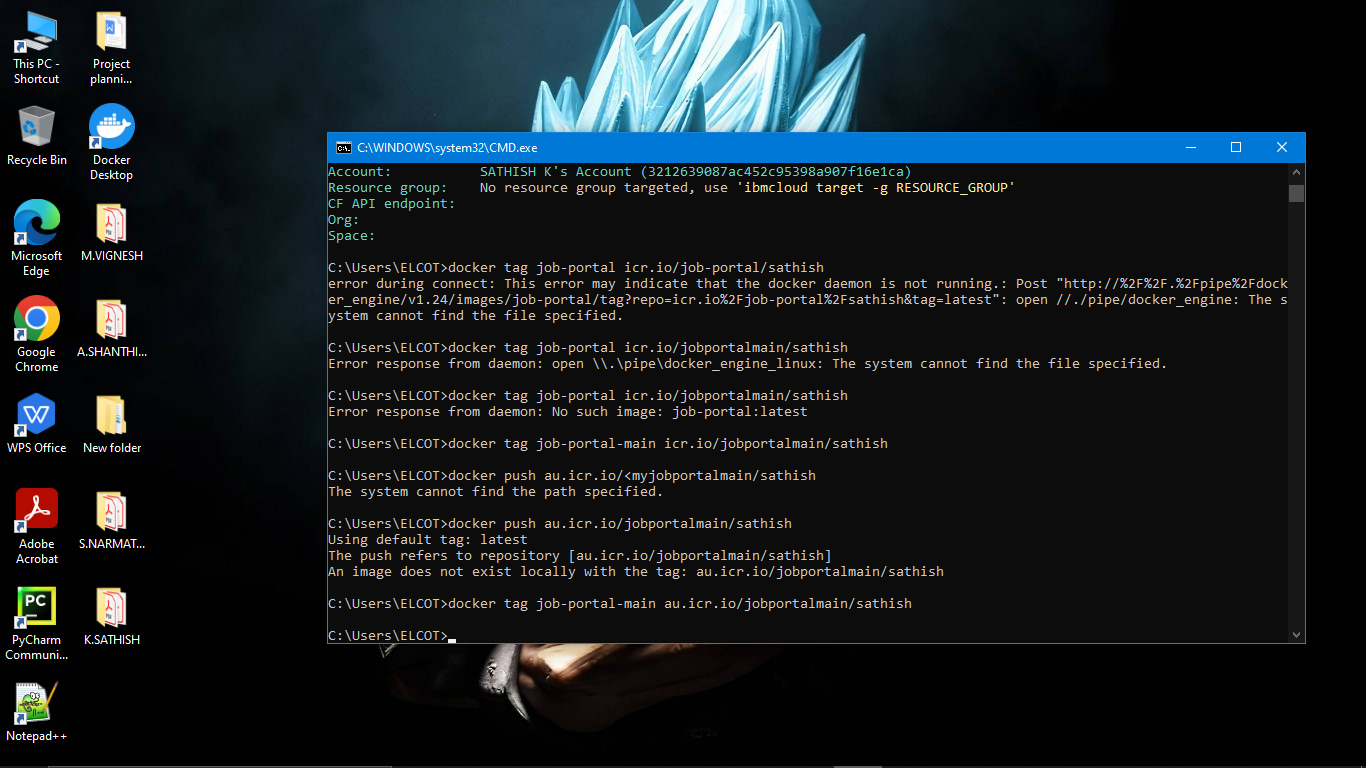 This PC -
Shortcut
Project
planni...
Recycle Bin
Docker
Desktop
Microsoft
Edge
M.VIGNESH
Google
Chrome
A.SHANTHI...
WPS Office
New folder
Adobe
Acrobat
S.NARMAT...
PC
PyCharm
Communi...
K.SATHISH
Notepad++
C:\WINDOWS\system32\CMD.exe
Account: SATHISH K's Account (3212639087ac452c95398a907f16e1ca)
Resource group: No resource group targeted, use 'ibmcloud target -g RESOURCE_GROUP'
CF API endpoint:
Org:
Space:
C:\Users\ELCOT>docker tag job-portal icr.io/job-portal/sathish
error during connect: This error may indicate that the docker daemon is not running.: Post "http://%2F%2F.%2Fpipe%2Fdock
er_engine/v1.24/images/job-portal/tag?repo=icr.io%2Fjob-portal%2Fsathish&tag=latest": open //./pipe/docker_engine: The s
ystem cannot find the file specified.
C:\Users\ELCOT>docker tag job-portal icr.io/jobportalmain/sathish
Error response from daemon: open \\.\pipe\docker_engine_linux: The system cannot find the file specified.
C:\Users\ELCOT>docker tag job-portal icr.io/jobportalmain/sathish
Error response from daemon: No such image: job-portal:latest
C:\Users\ELCOT>docker tag job-portal-main icr.io/jobportalmain/sathish
C:\Users\ELCOT>docker push au.icr.io/<myjobportalmain/sathish
The system cannot find the path specified.
C:\Users\ELCOT>docker push au.icr.io/jobportalmain/sathish
Using default tag: latest
The push refers to repository [au.icr.io/jobportalmain/sathish]
An image does not exist locally with the tag: au.icr.io/jobportalmain/sathish
C:\Users\ELCOT>docker tag job-portal-main au.icr.io/jobportalmain/sathish
C:\Users\ELCOT>